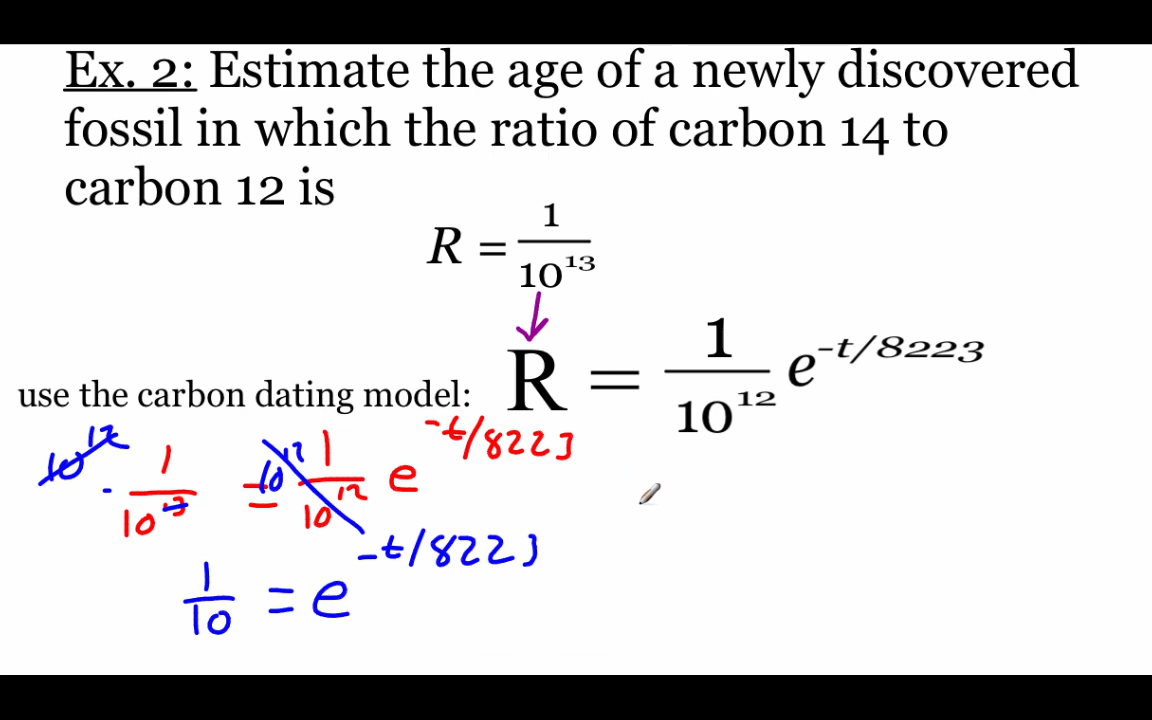 Ex. 2: Estimate the age of a newly discovered
fossil in which the ratio of carbon 14 to
carbon 12 is
R = 1/10^13
use the carbon dating model: R = 1/10^12 e^-t/8223
10^12 · 1/10^13 = 10^12 1/10^12 e^-t/8223
1/10 = e^-t/8223